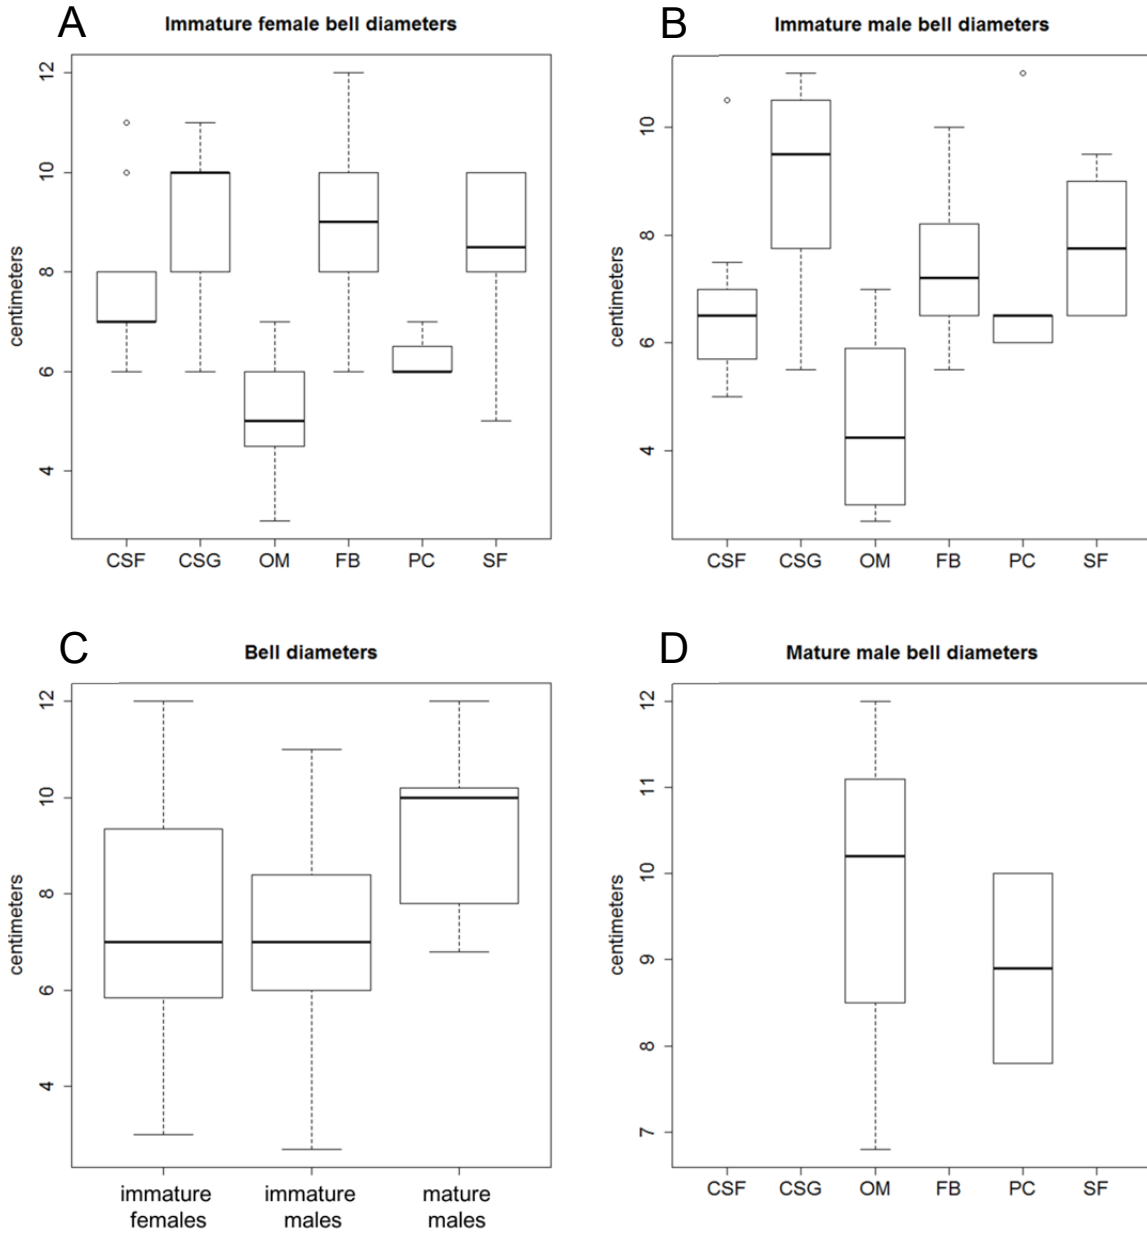 A
Immature female bell diameters
centimeters
12
10
8
6
4
CSF CSG OM FB PC SF
B
Immature male bell diameters
centimeters
10
8
6
4
CSF CSG OM FB PC SF
C
Bell diameters
centimeters
12
10
8
6
4
immature females
immature males
mature males
D
Mature male bell diameters
centimeters
12
11
10
9
8
7
CSF CSG OM FB PC SF